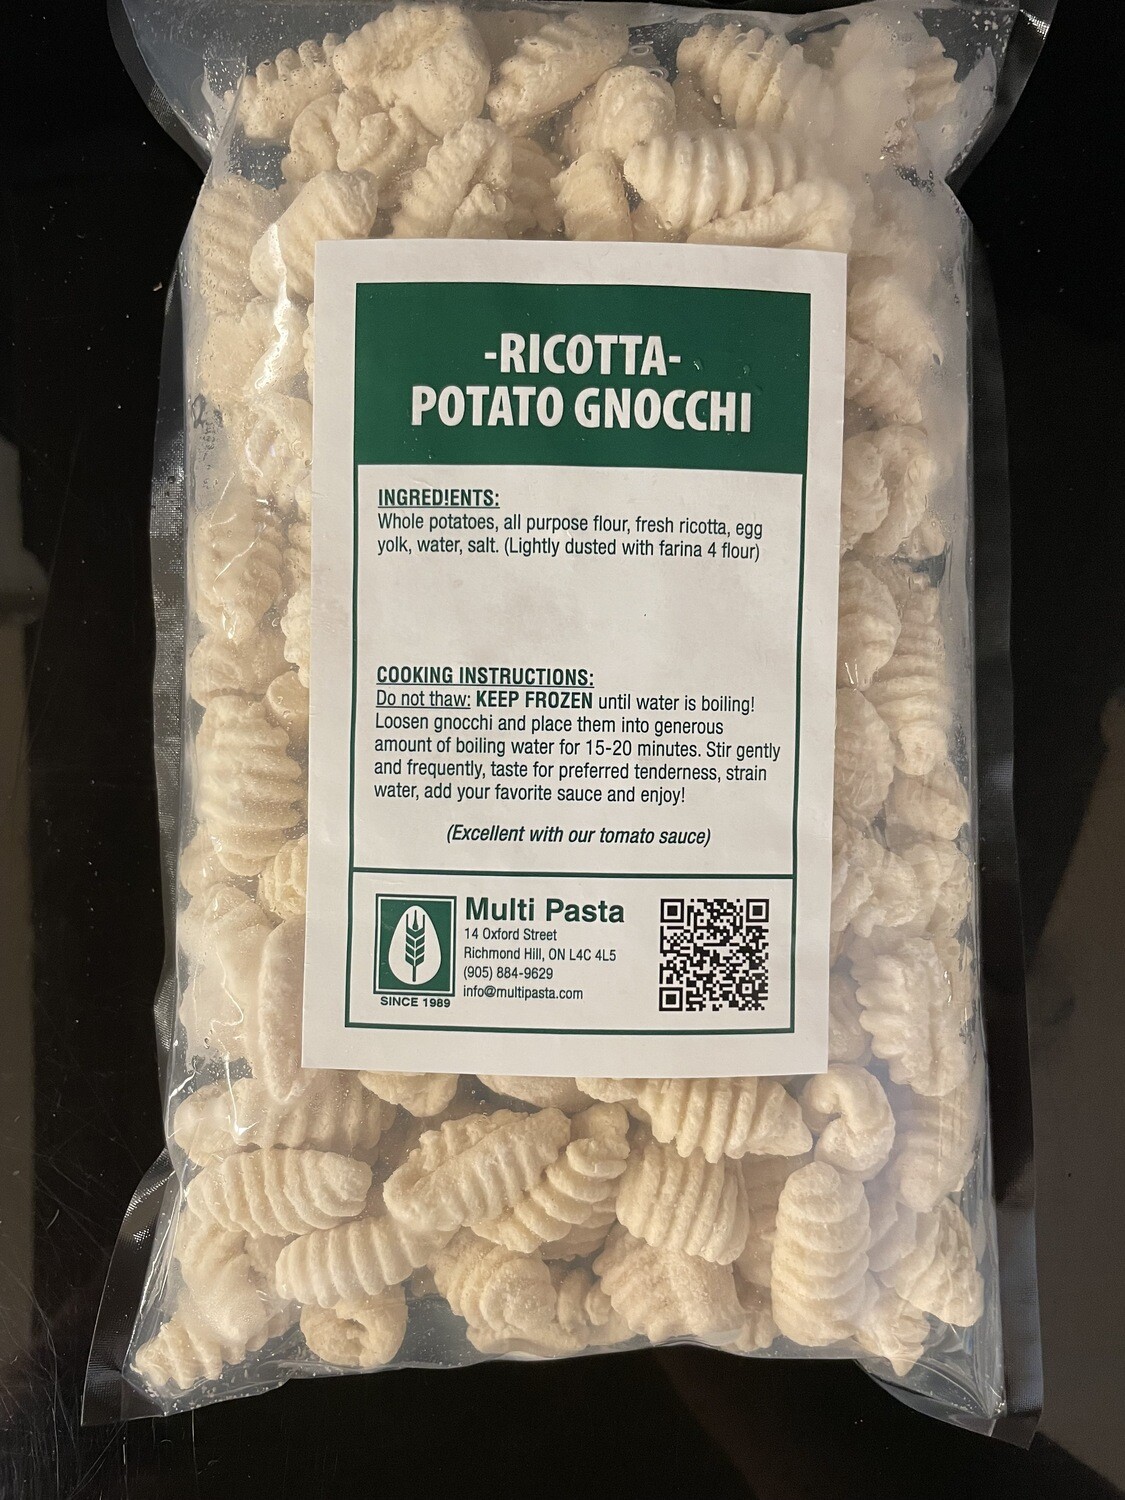 -RICOTTA-
POTATO GNOCCHI
INGRED!ENTS:
Whole potatoes, all purpose flour, fresh ricotta, egg
yolk, water, salt. (Lightly dusted with farina 4 flour)
COOKING INSTRUCTIONS:
Do not thaw: KEEP FROZEN until water is boiling!
Loosen gnocchi and place them into generous
amount of boiling water for 15-20 minutes. Stir gently
and frequently, taste for preferred tenderness, strain
water, add your favorite sauce and enjoy!
(Excellent with our tomato sauce)
Multi Pasta
14 Oxford Street
Richmond Hill, ON L4C 4L5
(905) 884-9629
info@multipasta.com
SINCE 1989